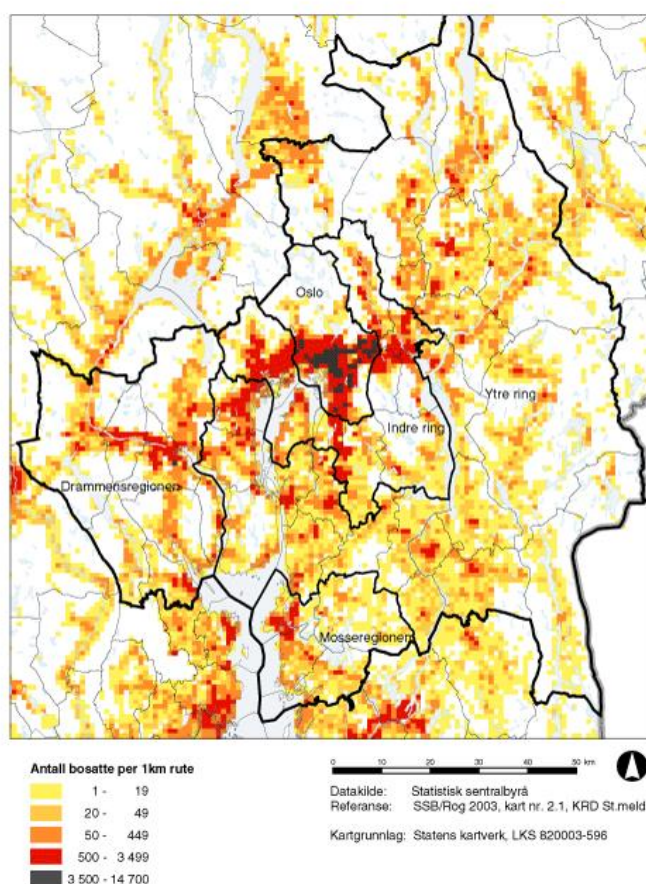 Oslo
Ytre ring
Indre ring
Drammensregionen
Mosseregionen
Antall bosatte per 1km rute
1 - 19
20 - 49
50 - 449
500 - 3 499
3 500 - 14 700
0 10 20 30 40 50 km
Datakilde: Statistisk sentralbyrå
Referanse: SSB/Rog 2003, kart nr. 2.1, KRD St.meld
Kartgrunnlag: Statens kartverk, LKS 820003-596